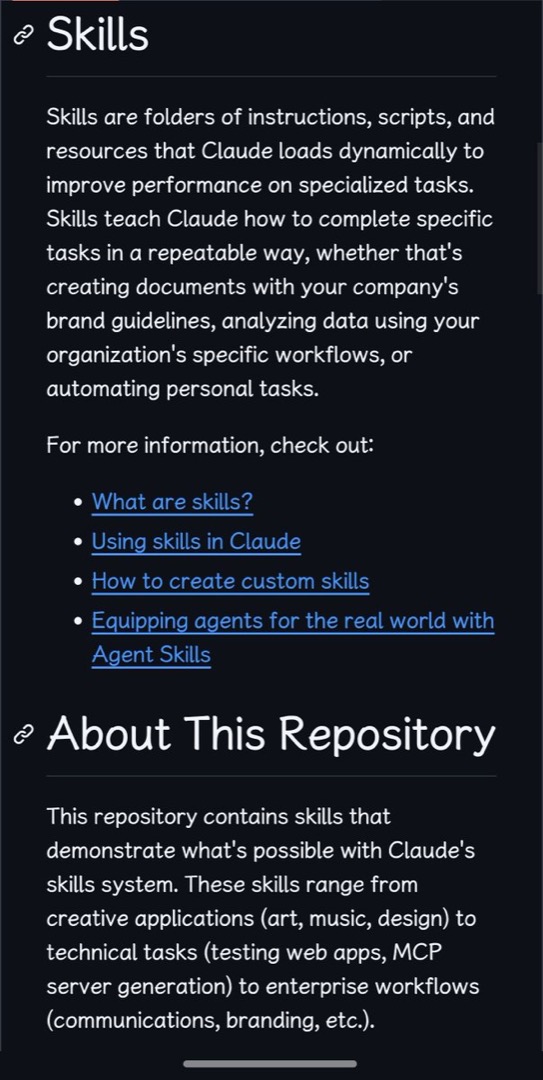 Skills
Skills are folders of instructions, scripts, and
resources that Claude loads dynamically to
improve performance on specialized tasks.
Skills teach Claude how to complete specific
tasks in a repeatable way, whether that's
creating documents with your company's
brand guidelines, analyzing data using your
organization's specific workflows, or
automating personal tasks.
For more information, check out:
• What are skills?
• Using skills in Claude
• How to create custom skills
• Equipping agents for the real world with
Agent Skills
About This Repository
This repository contains skills that
demonstrate what's possible with Claude's
skills system. These skills range from
creative applications (art, music, design) to
technical tasks (testing web apps, MCP
server generation) to enterprise workflows
(communications, branding, etc.).